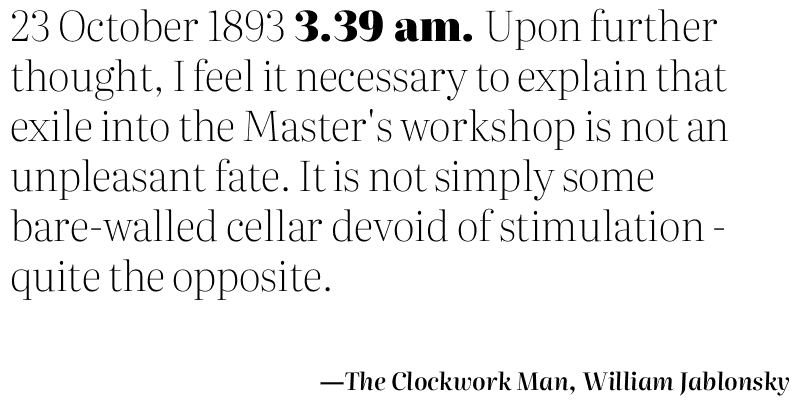 23 October 1893 3.39 am. Upon further
thought, I feel it necessary to explain that
exile into the Master's workshop is not an
unpleasant fate. It is not simply some
bare-walled cellar devoid of stimulation -
quite the opposite.
—The Clockwork Man, William Jablonsky